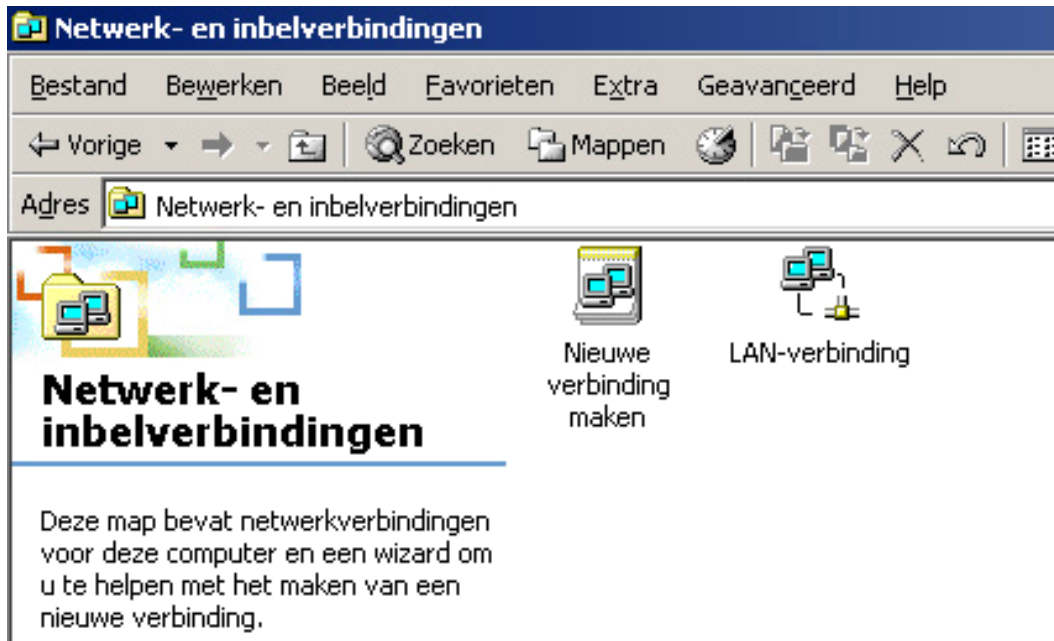 Netwerk- en inbelverbindingen
Bestand Bewerken Beeld Favorieten Extra Geavanceerd Help
Vorige Zoeken Mappen
Adres Netwerk- en inbelverbindingen
Netwerk- en
inbelverbindingen
Deze map bevat netwerkverbindingen
voor deze computer en een wizard om
u te helpen met het maken van een
nieuwe verbinding.
Nieuwe
verbinding
maken
LAN-verbinding